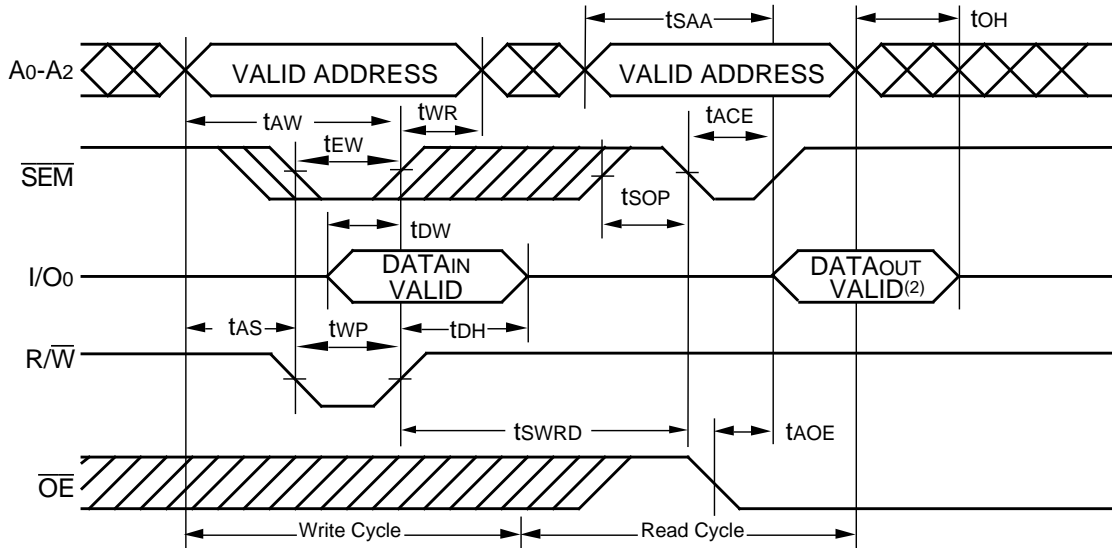 tSAA
tOH
A0-A2
VALID ADDRESS
VALID ADDRESS
tAW
tWR
tACE
tEW
SEM
tSOP
tDW
I/O0
DATAIN
VALID
DATAOUT
VALID(2)
tAS
tWP
tDH
R/W
tSWRD
tAOE
OE
Write Cycle
Read Cycle